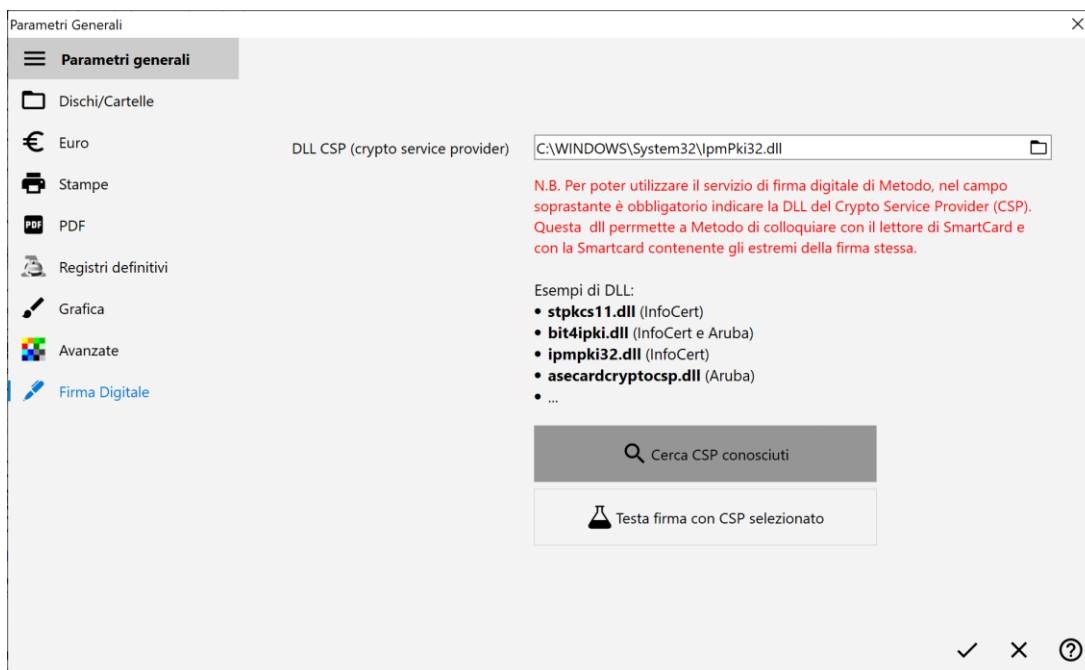 Parametri Generali
Parametri generali
Dischi/Cartelle
Euro
Stampe
PDF
PDF
Registri definitivi
Grafica
Avanzate
Firma Digitale
DLL CSP (crypto service provider)
C:\WINDOWS\System32\IpmPki32.dll
N.B. Per poter utilizzare il servizio di firma digitale di Metodo, nel campo
soprastante è obbligatorio indicare la DLL del Crypto Service Provider (CSP).
Questa dll perrmette a Metodo di colloquiare con il lettore di SmartCard e
con la Smartcard contenente gli estremi della firma stessa.
Esempi di DLL:
• stpkcs11.dll (InfoCert)
• bit4ipki.dll (InfoCert e Aruba)
• ipmpki32.dll (InfoCert)
• asecardcryptocsp.dll (Aruba)
• ...
Cerca CSP conosciuti
Testa firma con CSP selezionato